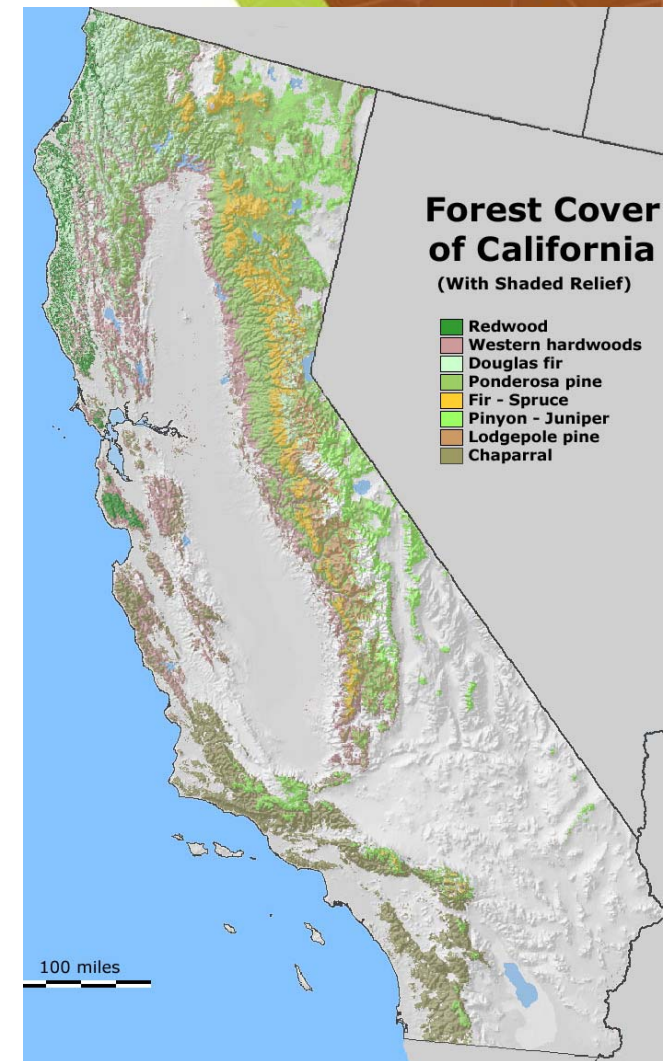 Forest Cover
of California
(With Shaded Relief)
Redwood
Western hardwoods
Douglas fir
Ponderosa pine
Fir - Spruce
Pinyon - Juniper
Lodgepole pine
Chaparral
100 miles